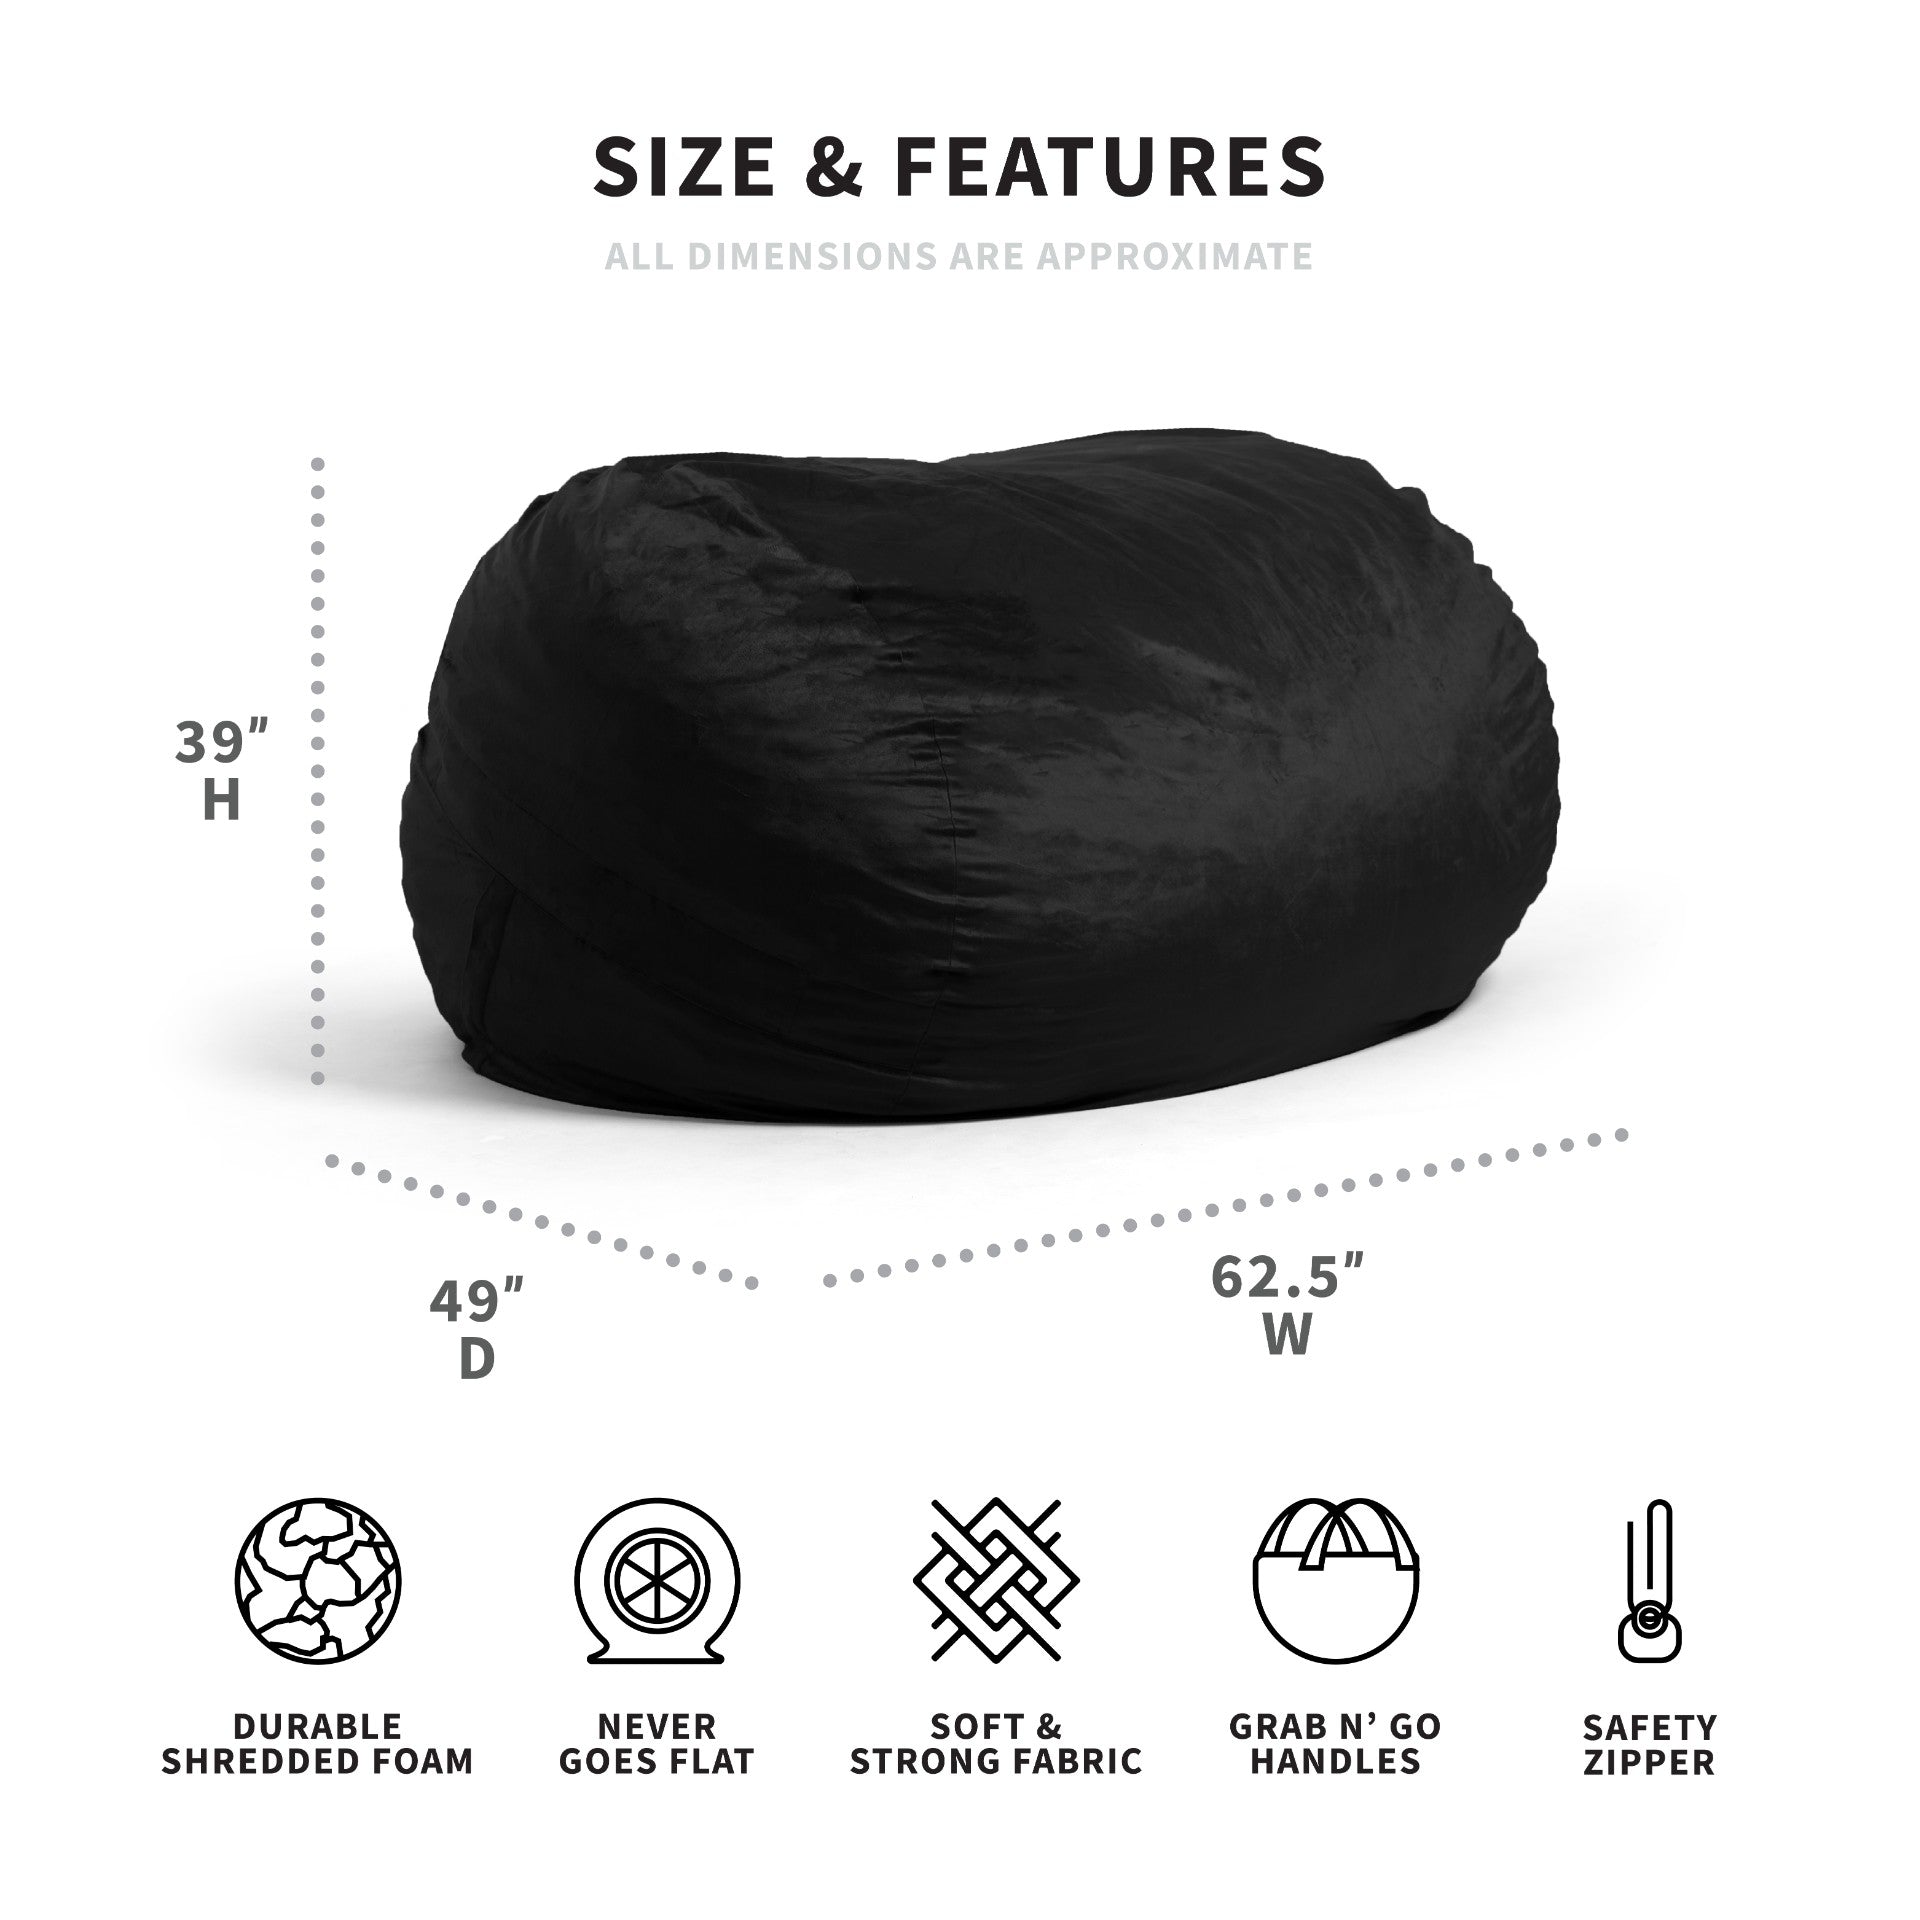 SIZE & FEATURES
ALL DIMENSIONS ARE APPROXIMATE
39"
H
49"
D
62.5"
W
DURABLE
SHREDDED FOAM
NEVER
GOES FLAT
SOFT &
STRONG FABRIC
GRAB N’ GO
HANDLES
SAFETY
ZIPPER